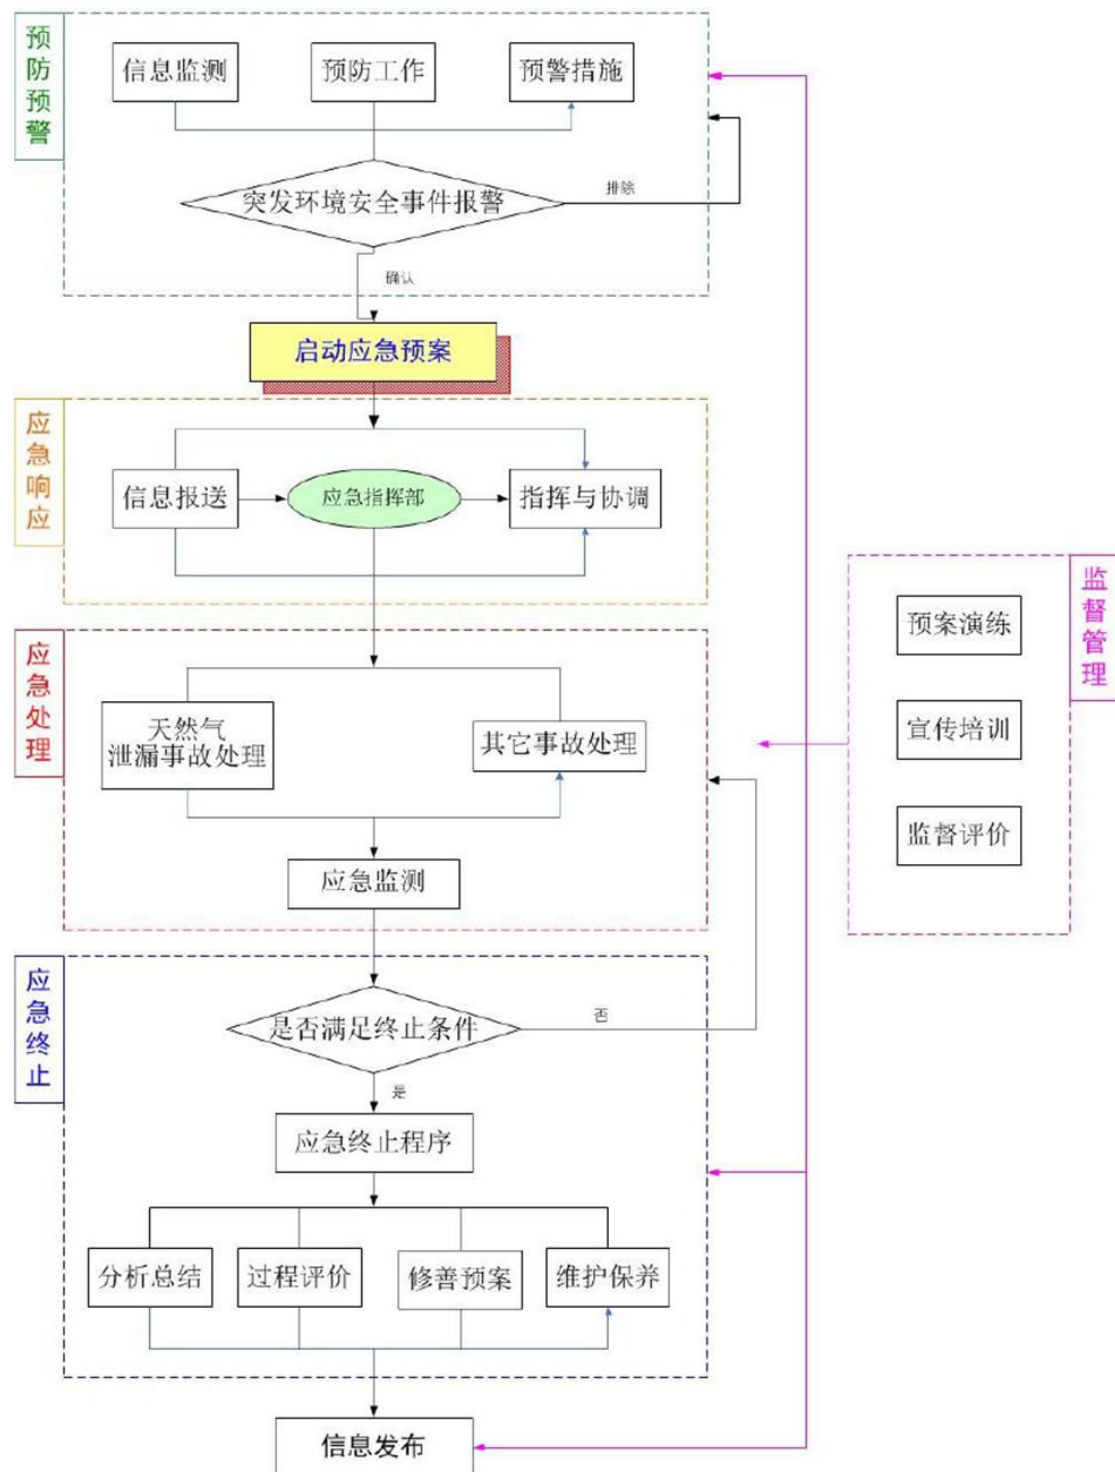 预防预警
信息监测
预防工作
预警措施
突发环境安全事件报警
排除
确认
启动应急预案
应急响应
信息报送
应急指挥部
指挥与协调
监督管理
预案演练
宣传培训
监督评价
应急处理
天然气
泄漏事故处理
其它事故处理
应急监测
应急终止
是否满足终止条件
否
是
应急终止程序
分析总结
过程评价
修善预案
维护保养
信息发布